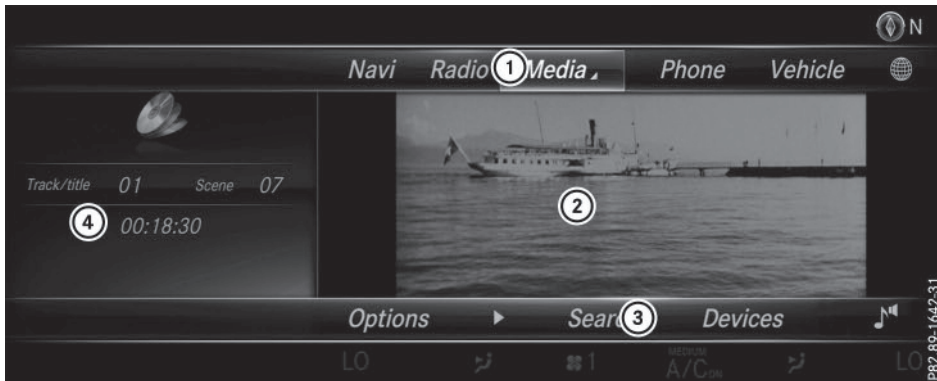 N
Navi Radio 1 Media Phone Vehicle
2
Track/title 01 Scene 07
4 00:18:30
Options 3 Devices
LO 1 MEDIUM A/C ON LO
P82.89-1642-31